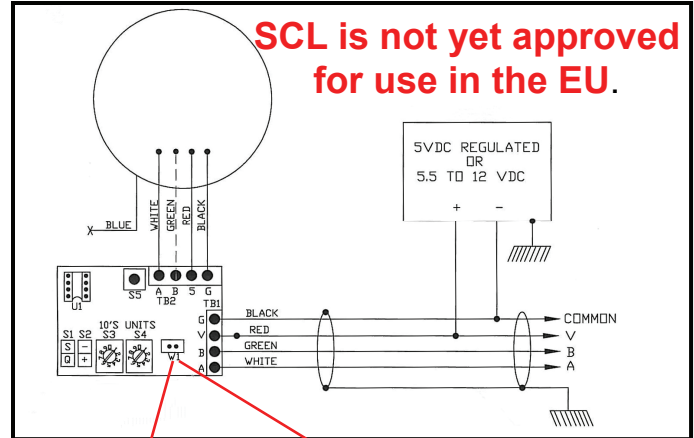 SCL is not yet approved
for use in the EU.
5VDC REGULATED
OR
5.5 TO 12 VDC
+ -
BLUE
X
WHITE
GREEN
RED
BLACK
A B 5 G
TB2
TB1
S5
U1
S1 S2
10'S UNITS
S3 S4
S -
Q +
W1
G BLACK COMMON
V RED V
B GREEN B
A WHITE A